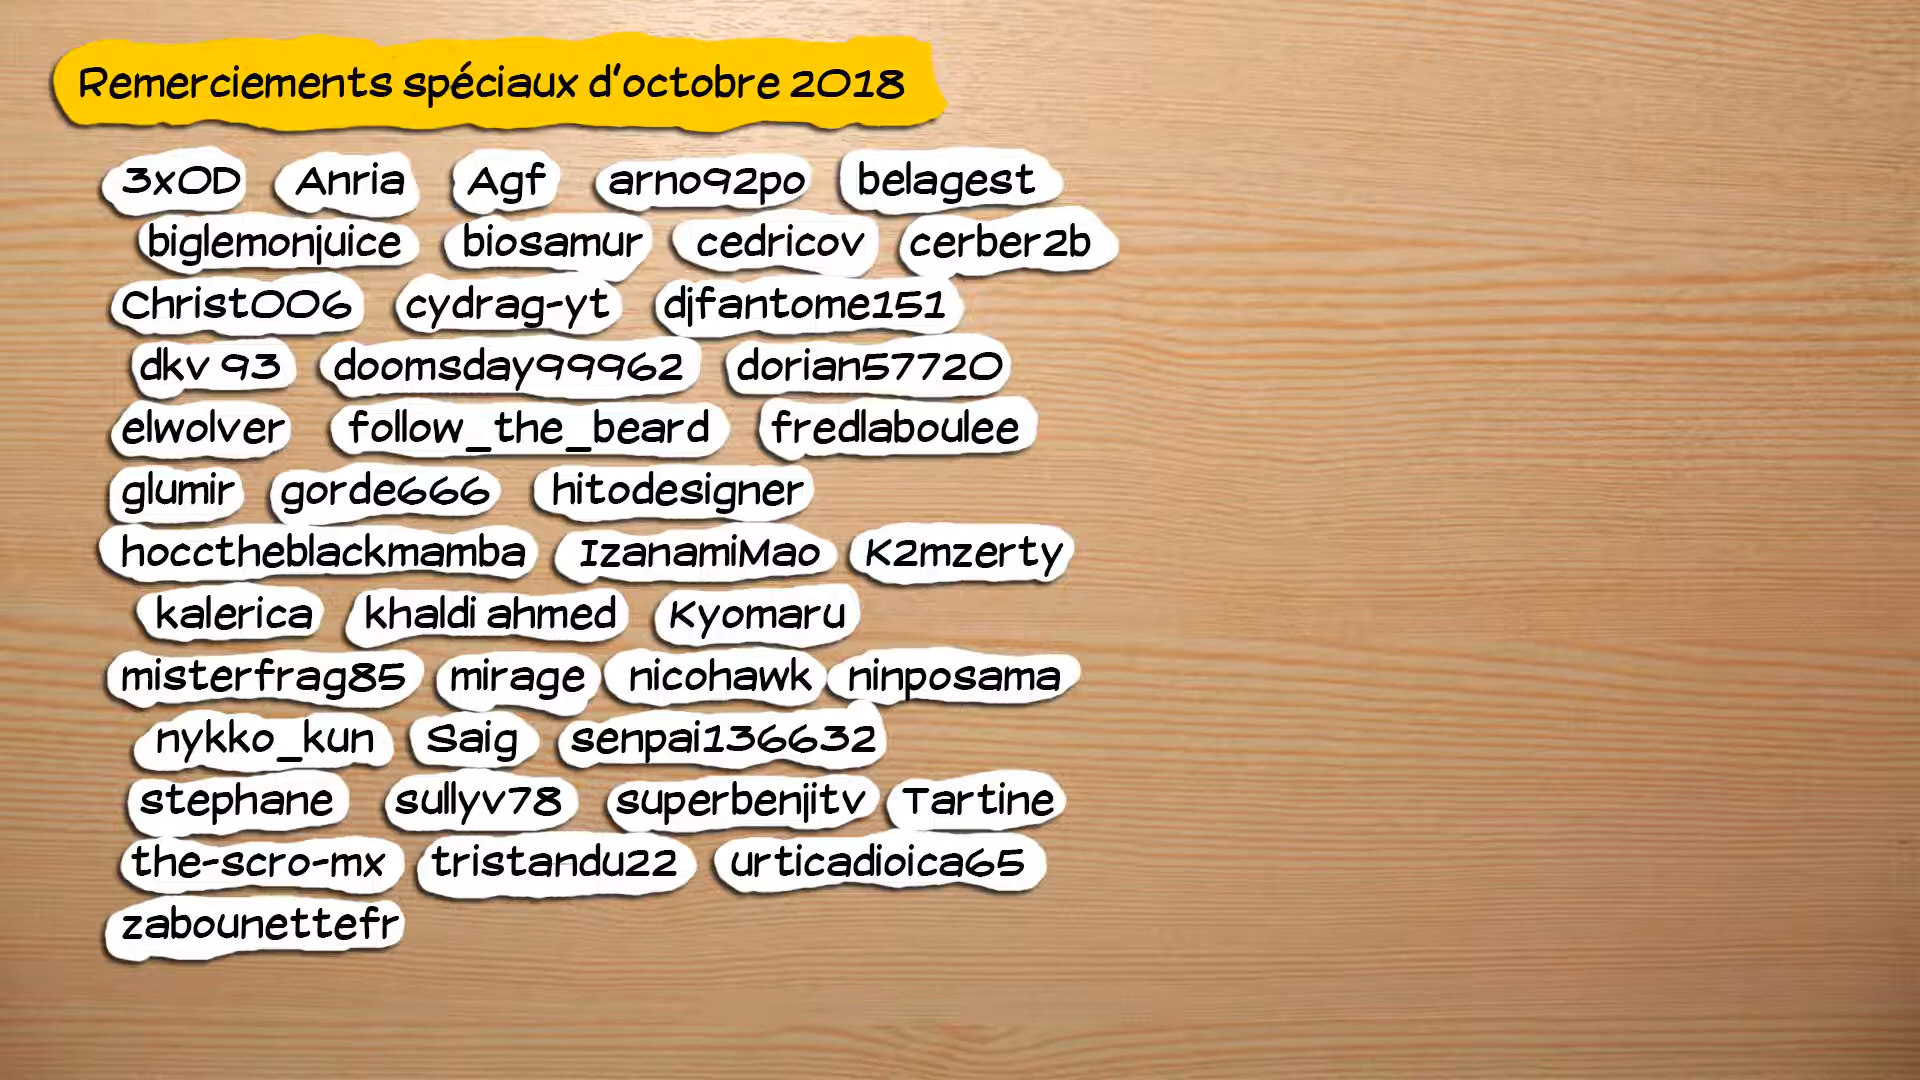 Remerciements spéciaux d'octobre 2018
3xOD Anria Agf arno92po belagest
biglemonjuice biosamur cedricov cerber2b
Christ006 cydrag-yt djfantome151
dkv 93 doomsday99962 dorian57720
elwolver follow_the_beard fredlaboulee
glumir gorde666 hitodesigner
hocctheblackmamba IzanamiMao K2mzerty
kalerica khaldi ahmed Kyomaru
misterfrag85 mirage nicohawk ninposama
nykko_kun Saig senpai136632
stephane sullyv78 superbenjitv Tartine
the-scro-mx tristandu22 urticadioica65
zabounettefr